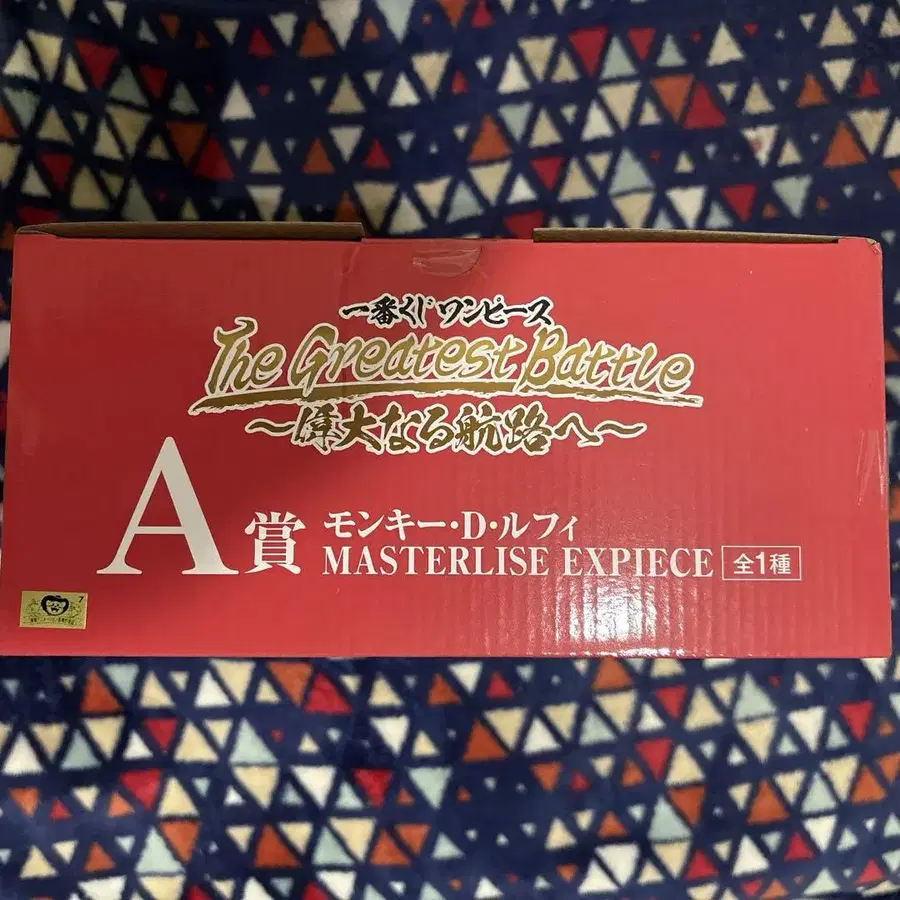 一番くじ ワンピース
The Greatest Battle
～偉大なる航路へ～
A賞
モンキー・D・ルフィ
MASTERLISE EXPIECE 全1種
7